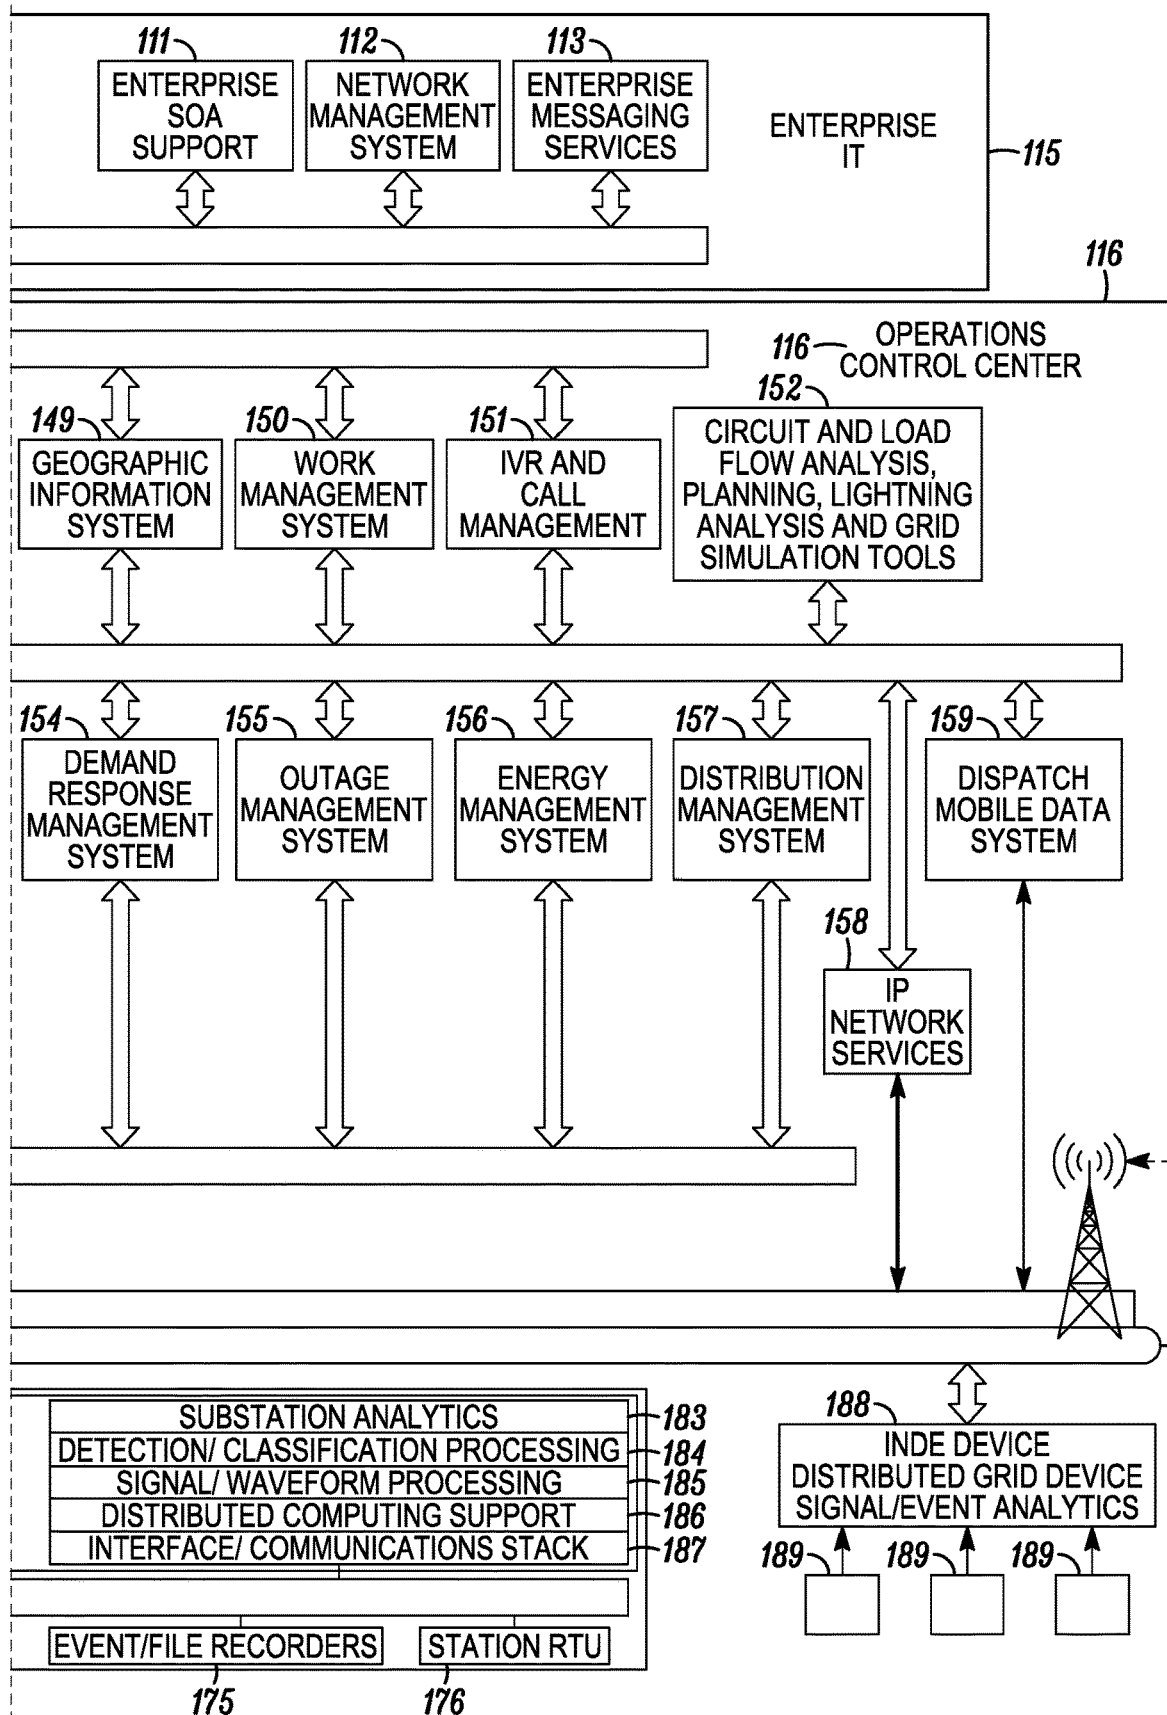 111
112
113
ENTERPRISE
SOA
SUPPORT
NETWORK
MANAGEMENT
SYSTEM
ENTERPRISE
MESSAGING
SERVICES
ENTERPRISE
IT
115
116
116
OPERATIONS
CONTROL CENTER
149
150
151
152
GEOGRAPHIC
INFORMATION
SYSTEM
WORK
MANAGEMENT
SYSTEM
IVR AND
CALL
MANAGEMENT
CIRCUIT AND LOAD
FLOW ANALYSIS,
PLANNING, LIGHTNING
ANALYSIS AND GRID
SIMULATION TOOLS
154
155
156
157
159
DEMAND
RESPONSE
MANAGEMENT
SYSTEM
OUTAGE
MANAGEMENT
SYSTEM
ENERGY
MANAGEMENT
SYSTEM
DISTRIBUTION
MANAGEMENT
SYSTEM
DISPATCH
MOBILE DATA
SYSTEM
158
IP
NETWORK
SERVICES
SUBSTATION ANALYTICS 183
DETECTION/ CLASSIFICATION PROCESSING 184
SIGNAL/ WAVEFORM PROCESSING 185
DISTRIBUTED COMPUTING SUPPORT 186
INTERFACE/ COMMUNICATIONS STACK 187
188
INDE DEVICE
DISTRIBUTED GRID DEVICE
SIGNAL/EVENT ANALYTICS
189
189
189
EVENT/FILE RECORDERS
STATION RTU
175
176